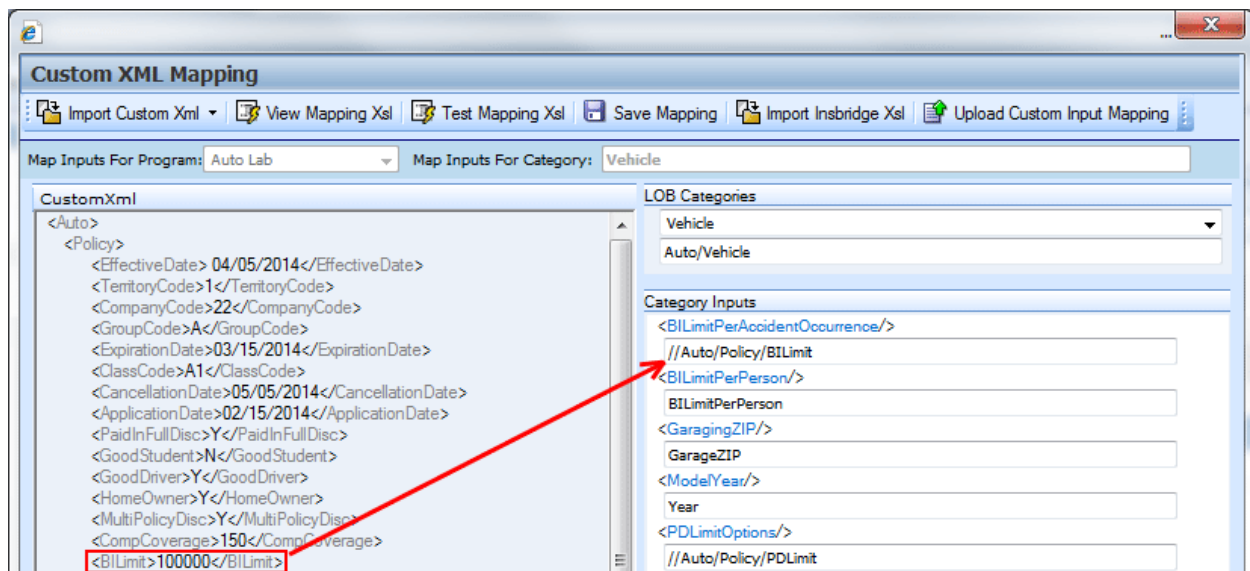 ...
Custom XML Mapping
Import Custom Xml View Mapping Xsl Test Mapping Xsl Save Mapping Import Insbridge Xsl Upload Custom Input Mapping
Map Inputs For Program: Auto Lab Map Inputs For Category: Vehicle
CustomXml
<Auto>
<Policy>
<EffectiveDate> 04/05/2014</EffectiveDate>
<TerritoryCode>1</TerritoryCode>
<CompanyCode>22</CompanyCode>
<GroupCode>A</GroupCode>
<ExpirationDate>03/15/2014</ExpirationDate>
<ClassCode>A1</ClassCode>
<CancellationDate>05/05/2014</CancellationDate>
<ApplicationDate>02/15/2014</ApplicationDate>
<PaidInFullDisc>Y</PaidInFullDisc>
<GoodStudent>N</GoodStudent>
<GoodDriver>Y</GoodDriver>
<HomeOwner>Y</HomeOwner>
<MultiPolicyDisc>Y</MultiPolicyDisc>
<CompCoverage>150</CompCoverage>
<BILimit>100000</BILimit>
LOB Categories
Vehicle
Auto/Vehicle
Category Inputs
<BILimitPerAccidentOccurrence/>
//Auto/Policy/BILimit
<BILimitPerPerson/>
BILimitPerPerson
<GaragingZIP/>
GarageZIP
<ModelYear/>
Year
<PDLimitOptions/>
//Auto/Policy/PDLimit